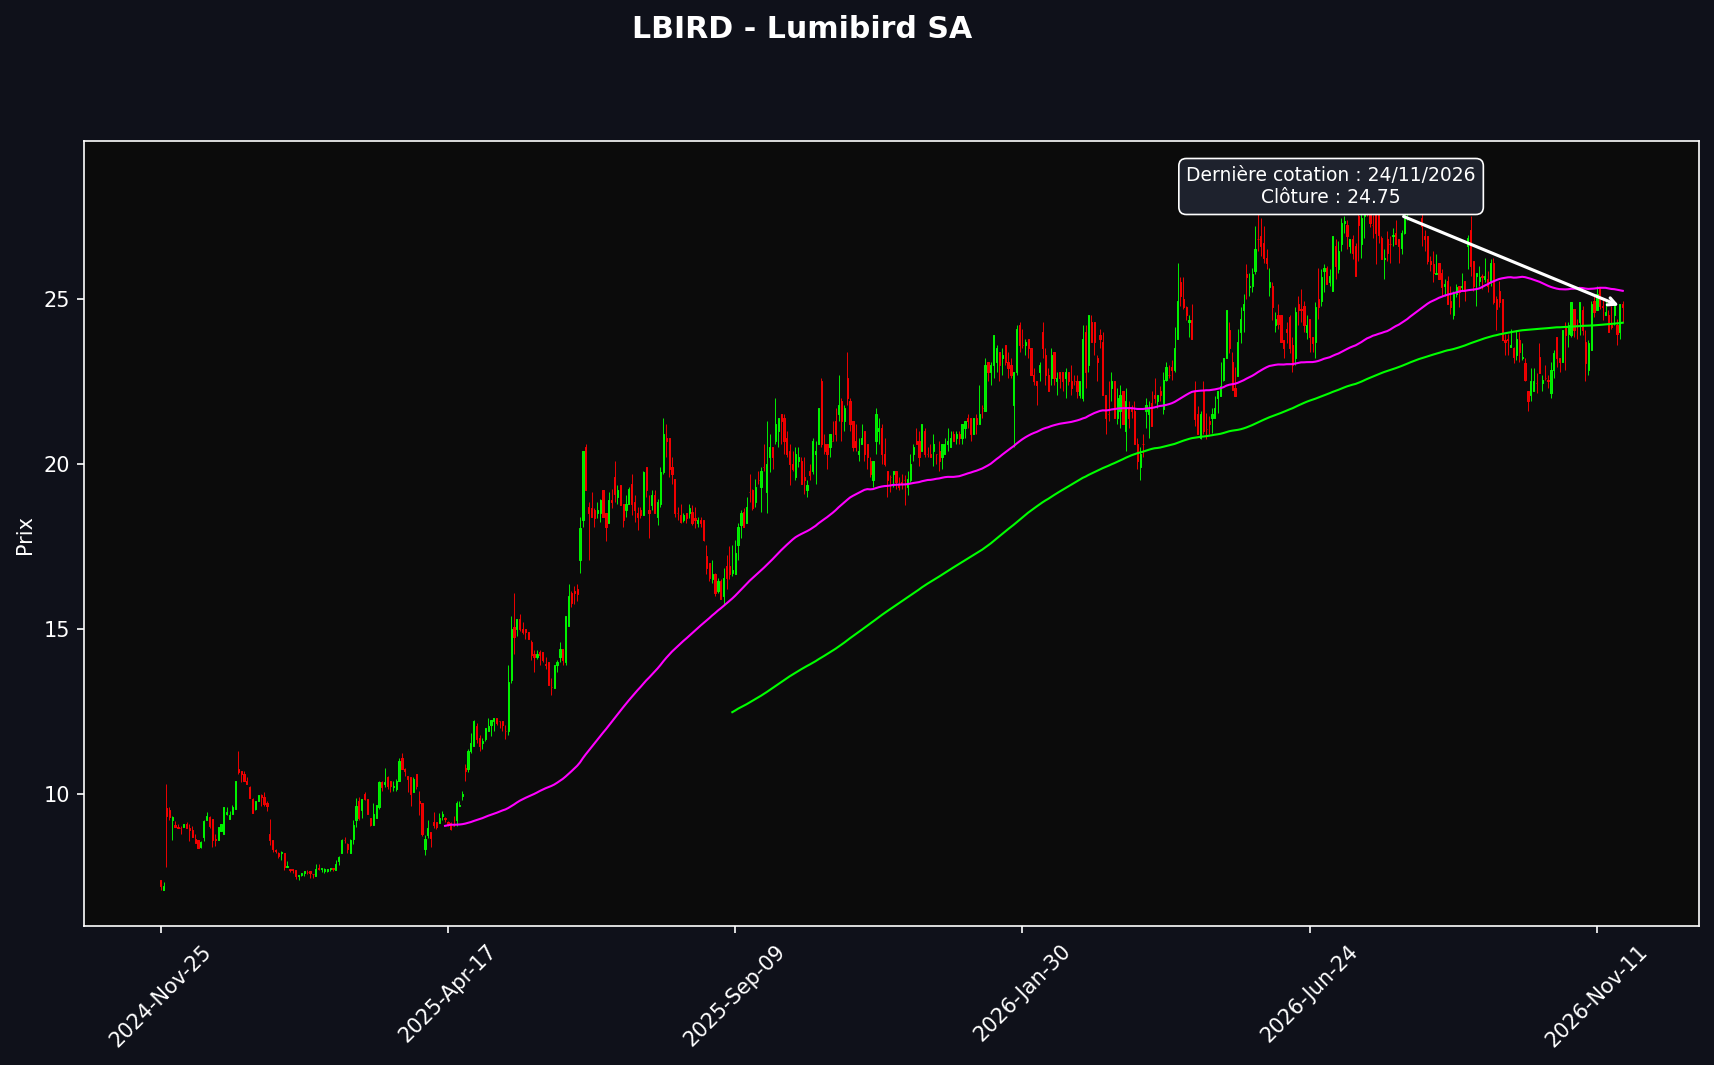 LBIRD - Lumibird SA
Dernière cotation : 24/11/2026
Clôture : 24.75
Prix
25
20
15
10
2024-Nov-25
2025-Apr-17
2025-Sep-09
2026-Jan-30
2026-Jun-24
2026-Nov-11